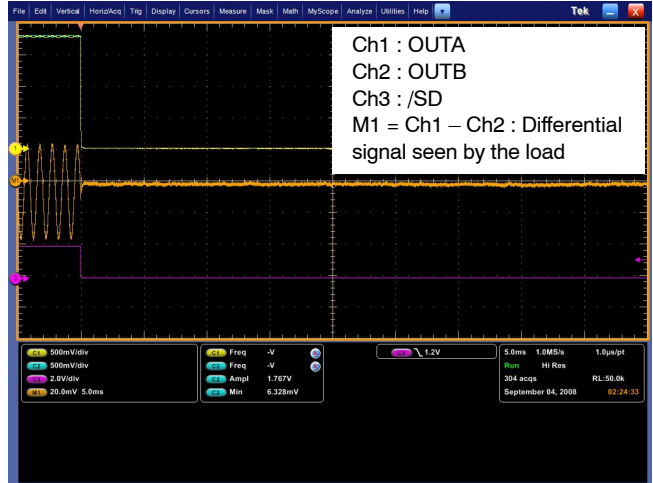 File Edit Vertical Horiz/Acq Trig Display Cursors Measure Mask Math MyScope Analyze Utilities Help Tek X
Ch1 : OUTA
Ch2 : OUTB
Ch3 : /SD
M1 = Ch1 – Ch2 : Differential
signal seen by the load
1
M1
3
C1 500mV/div
C2 500mV/div
C3 2.0V/div
M1 20.0mV 5.0ms
C1 Freq -V
C2 Freq -V
C2 Ampl 1.767V
C2 Min 6.328mV
C3 1.2V
5.0ms 1.0MS/s 1.0µs/pt
Run Hi Res
304 acqs RL:50.0k
September 04, 2008 02:24:33